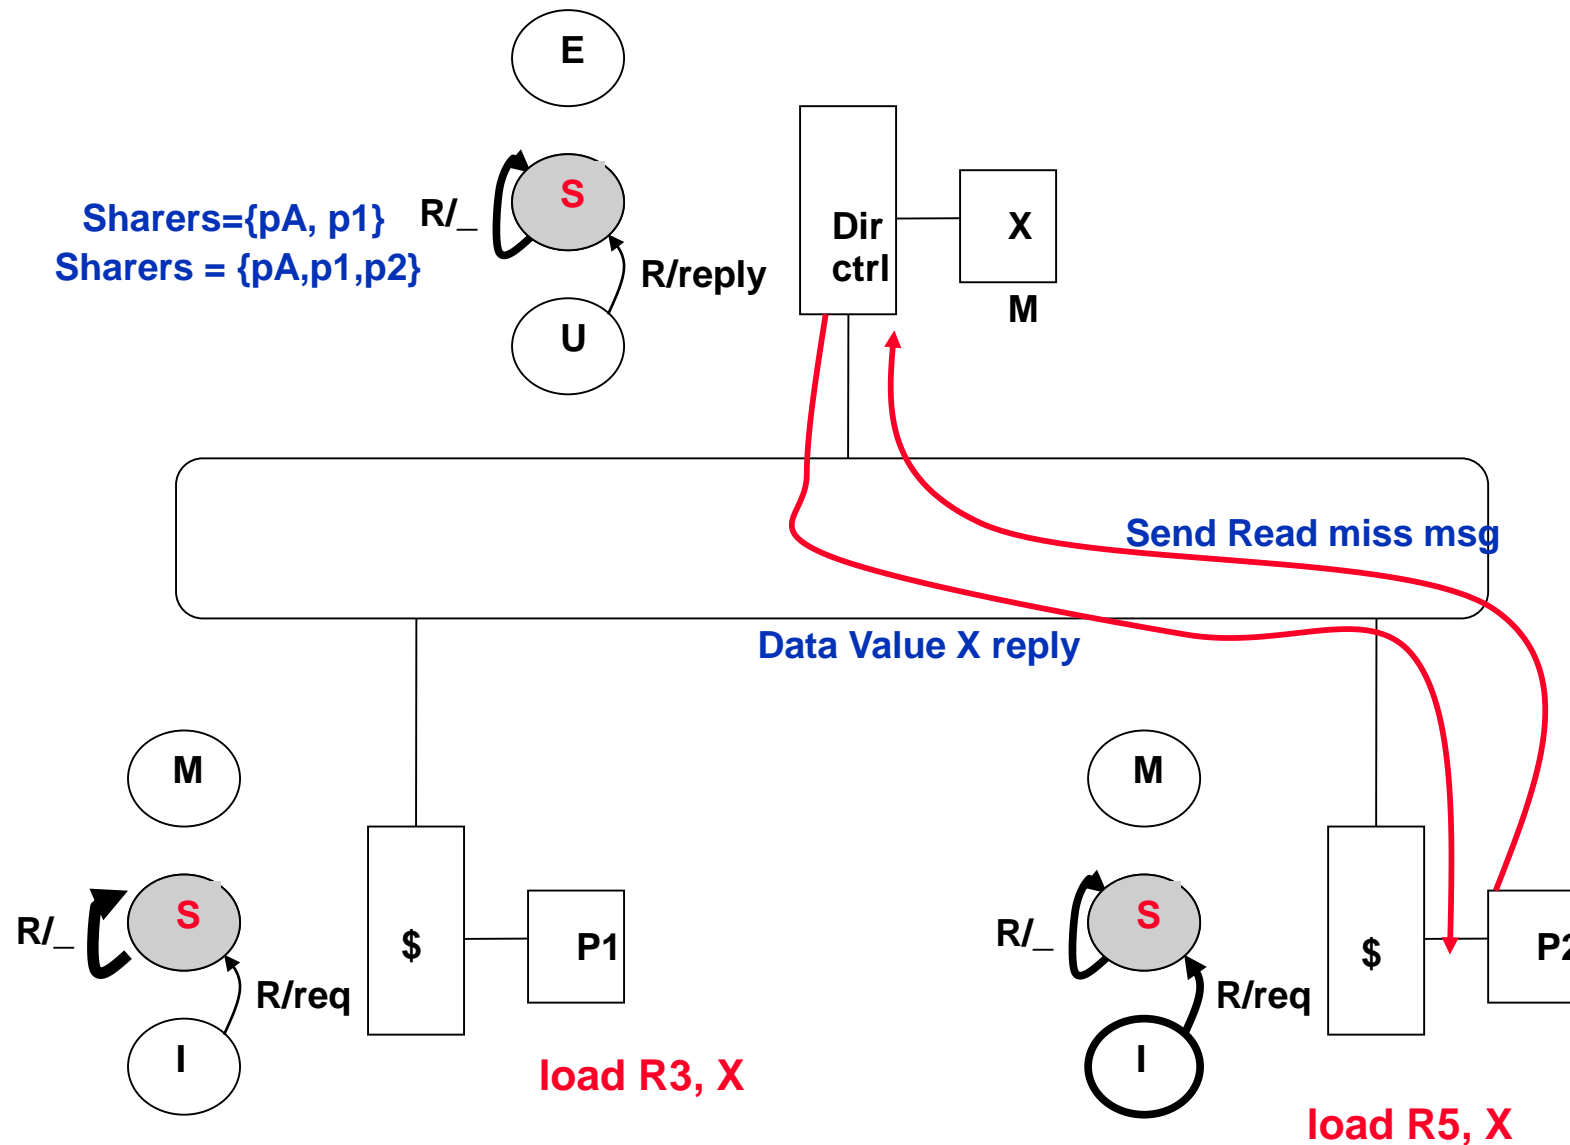 E
Sharers={pA, p1}
R/_
S
Sharers = {pA,p1,p2}
R/reply
U
Dir
ctrl
X
M
Send Read miss msg
Data Value X reply
M
S
R/_
R/req
I
$
P1
load R3, X
M
S
R/_
R/req
I
$
P2
load R5, X